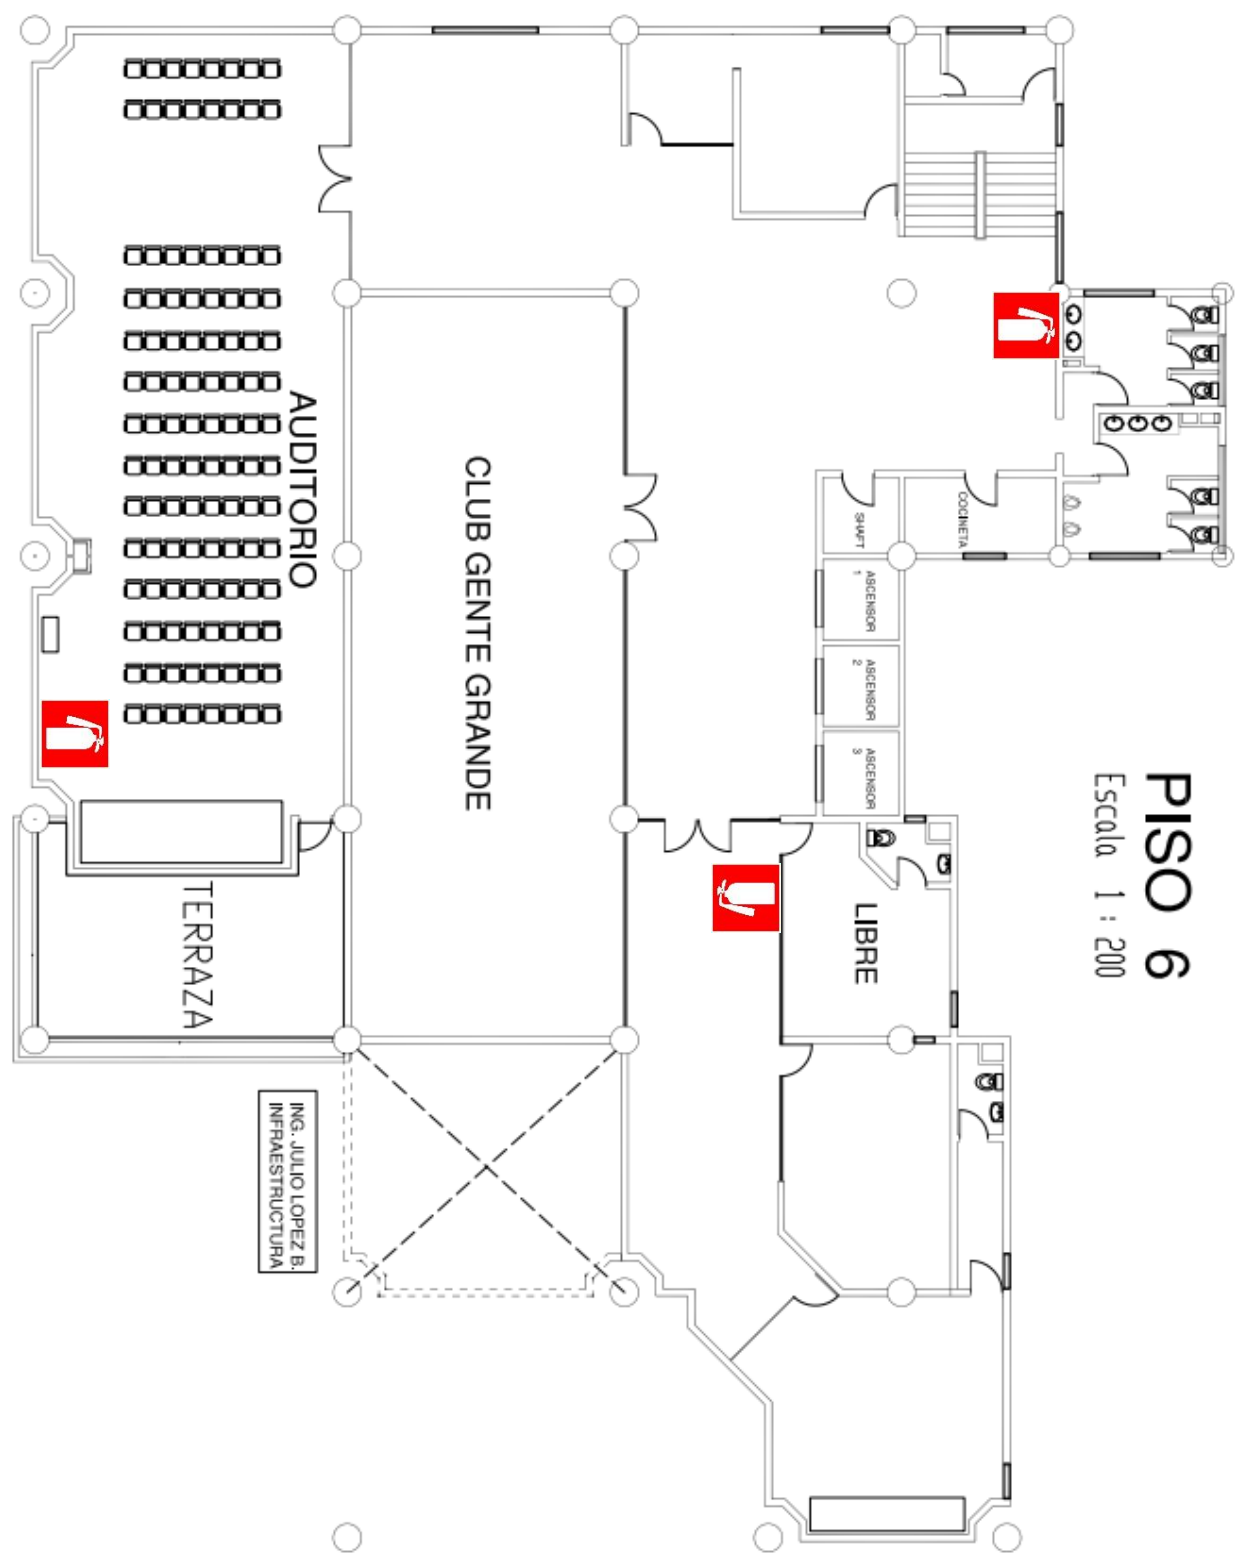 PISO 6
Escala 1 : 200
AUDITORIO
CLUB GENTE GRANDE
SHAFT
COCINETA
ASCENSOR
1
ASCENSOR
2
ASCENSOR
3
LIBRE
TERRAZA
ING. JULIO LOPEZ B.
INFRAESTRUCTURA